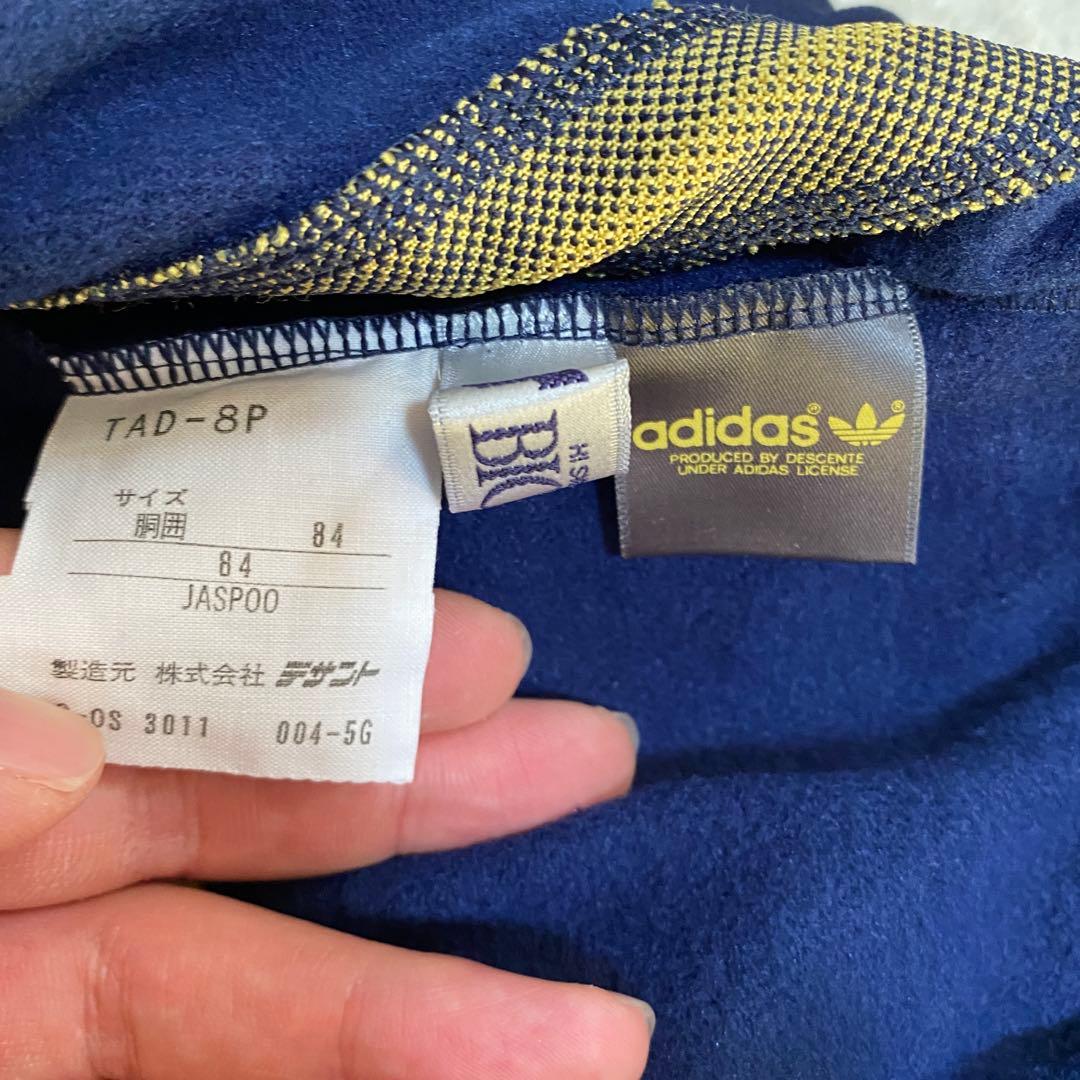 TAD-8P
サイズ
胴囲 84
84
JASPOO
製造元 株式会社 デサント
-OS 3011 004-5G
BIG
adidas®
®
PRODUCED BY DESCENTE
UNDER ADIDAS LICENSE